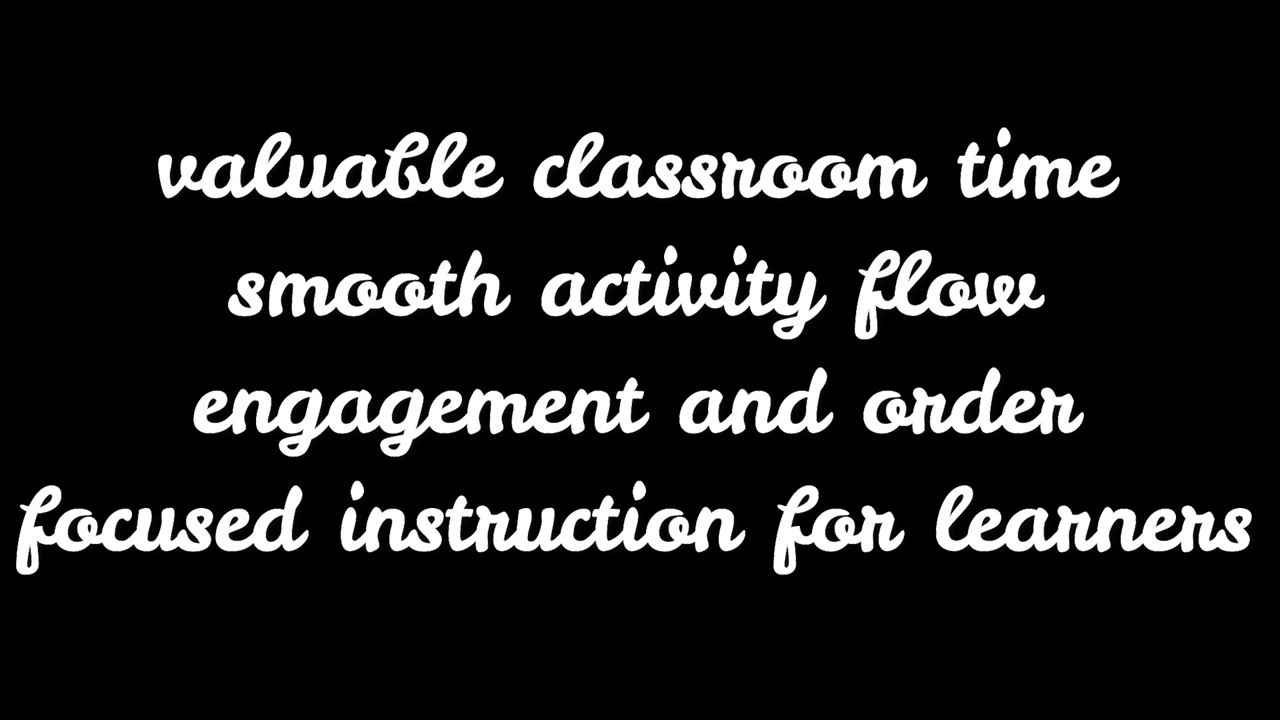 valuable classroom time
smooth activity flow
engagement and order
focused instruction for learners